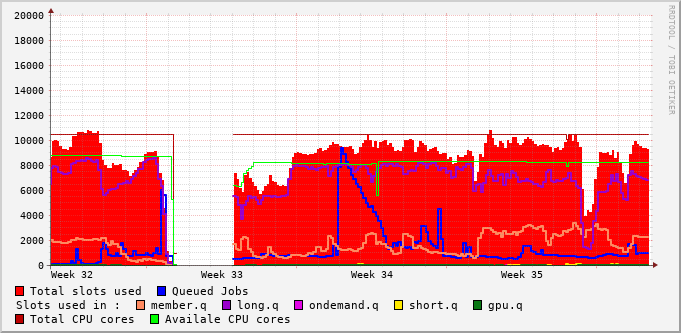 20000
18000
16000
14000
12000
10000
8000
6000
4000
2000
0
Week 32 Week 33 Week 34 Week 35
RRDTOOL / TOBI OETIKER
Total slots used Queued Jobs
Slots used in : member.q long.q ondemand.q short.q gpu.q
Total CPU cores Availale CPU cores